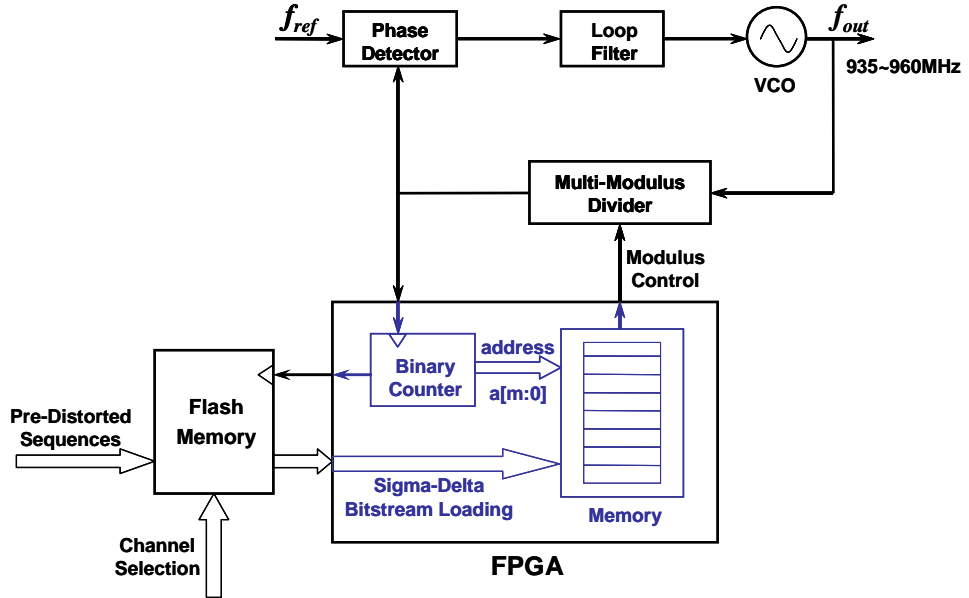 f_ref
Phase
Detector
Loop
Filter
VCO
f_out
935~960MHz
Multi-Modulus
Divider
Modulus
Control
Binary
Counter
address
a[m:0]
Flash
Memory
Pre-Distorted
Sequences
Sigma-Delta
Bitstream Loading
Memory
Channel
Selection
FPGA